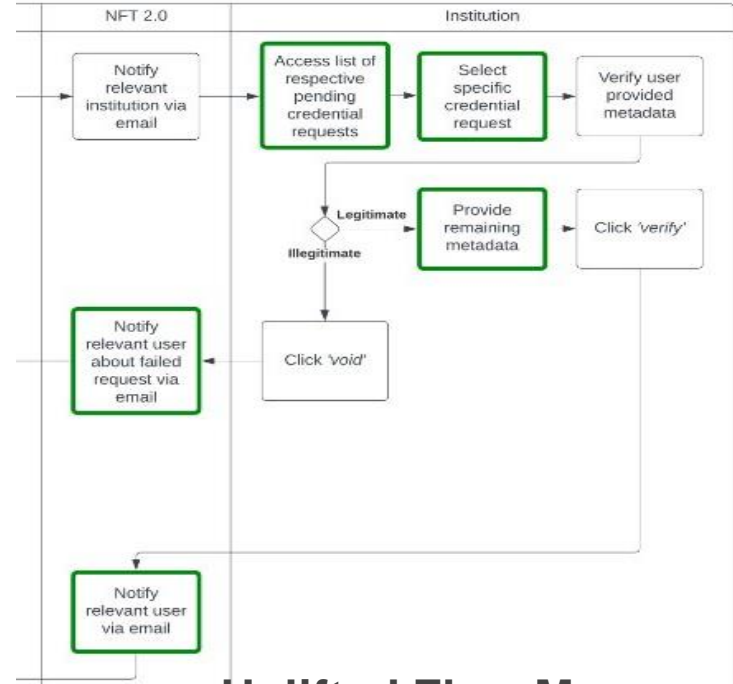 NFT 2.0
Institution
Notify
relevant
institution via
email
Access list of
respective
pending
credential
requests
Select
specific
credential
request
Verify user
provided
metadata
Legitimate
Illegitimate
Provide
remaining
metadata
Click 'verify'
Notify
relevant user
about failed
request via
email
Click 'void'
Notify
relevant user
via email